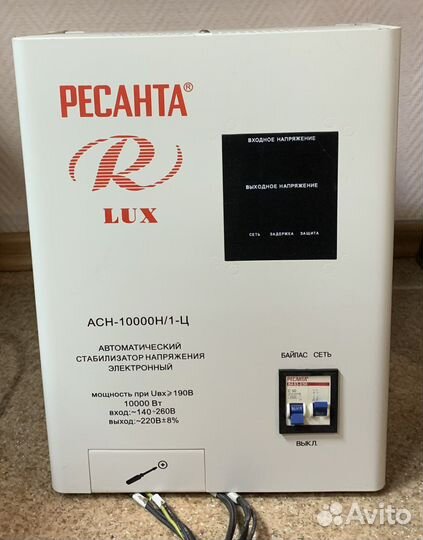 РЕСАНТА®
R
LUX
ВХОДНОЕ НАПРЯЖЕНИЕ
ВЫХОДНОЕ НАПРЯЖЕНИЕ
СЕТЬ ЗАДЕРЖКА ЗАЩИТА
АСН-10000Н/1-Ц
АВТОМАТИЧЕСКИЙ
СТАБИЛИЗАТОР НАПРЯЖЕНИЯ
ЭЛЕКТРОННЫЙ
мощность при Uвх⩾190В
10000 Вт
вход:~140-260В
выход:~220В±8%
БАЙПАС СЕТЬ
РЕСАНТА
ВЫКЛ.
Avito